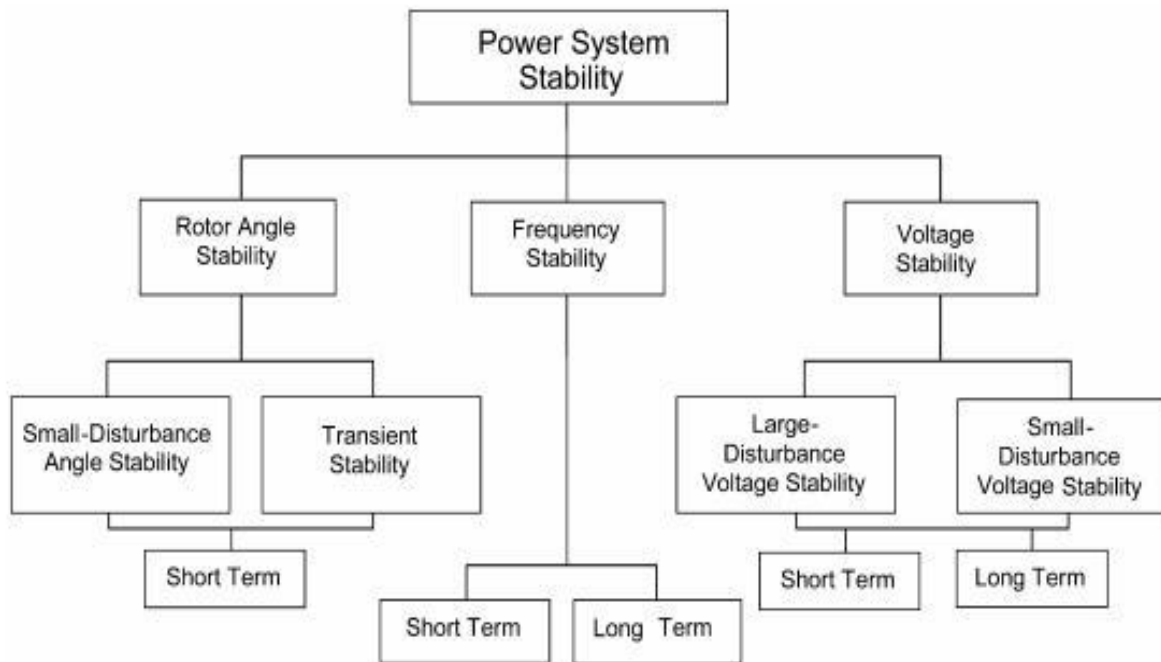 Power System
Stability
Rotor Angle
Stability
Frequency
Stability
Voltage
Stability
Small-Disturbance
Angle Stability
Transient
Stability
Large-
Disturbance
Voltage Stability
Small-
Disturbance
Voltage Stability
Short Term
Short Term
Long Term
Short Term
Long Term